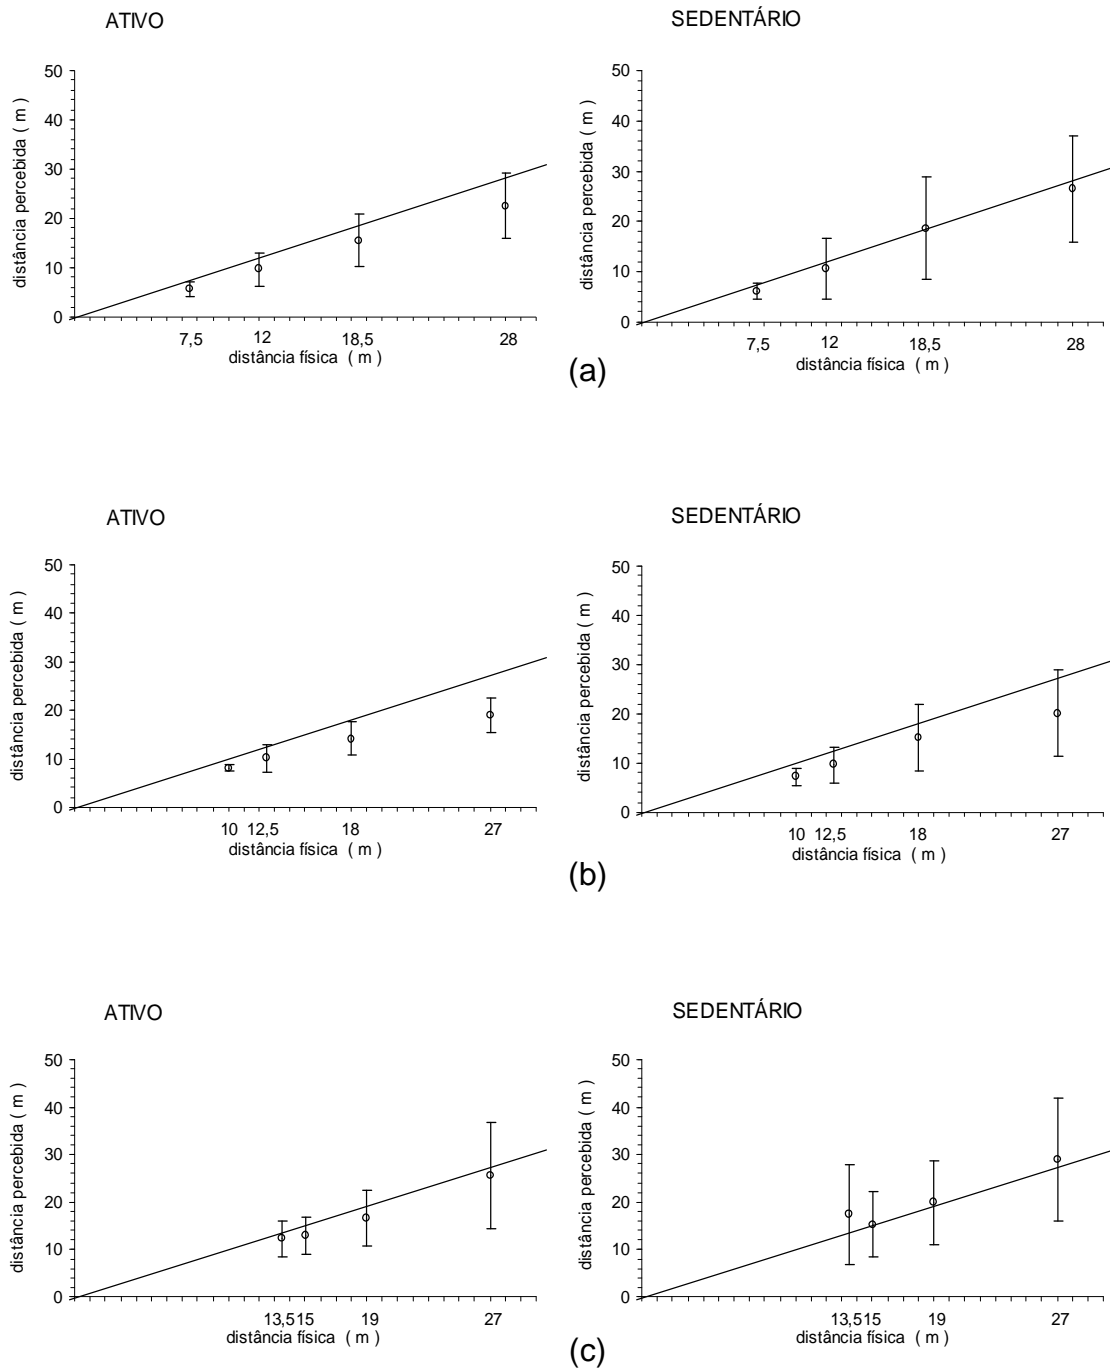 ATIVO
50
40
30
20
10
0
distância percebida ( m )
7,5 12 18,5 28
distância física ( m )
SEDENTÁRIO
50
40
30
20
10
0
distância percebida ( m )
7,5 12 18,5 28
distância física ( m )
(a)
ATIVO
50
40
30
20
10
0
distância percebida ( m )
10 12,5 18 27
distância física ( m )
SEDENTÁRIO
50
40
30
20
10
0
distância percebida ( m )
10 12,5 18 27
distância física ( m )
(b)
ATIVO
50
40
30
20
10
0
distância percebida ( m )
13,515 19 27
distância física ( m )
SEDENTÁRIO
50
40
30
20
10
0
distância percebida ( m )
13,515 19 27
distância física ( m )
(c)